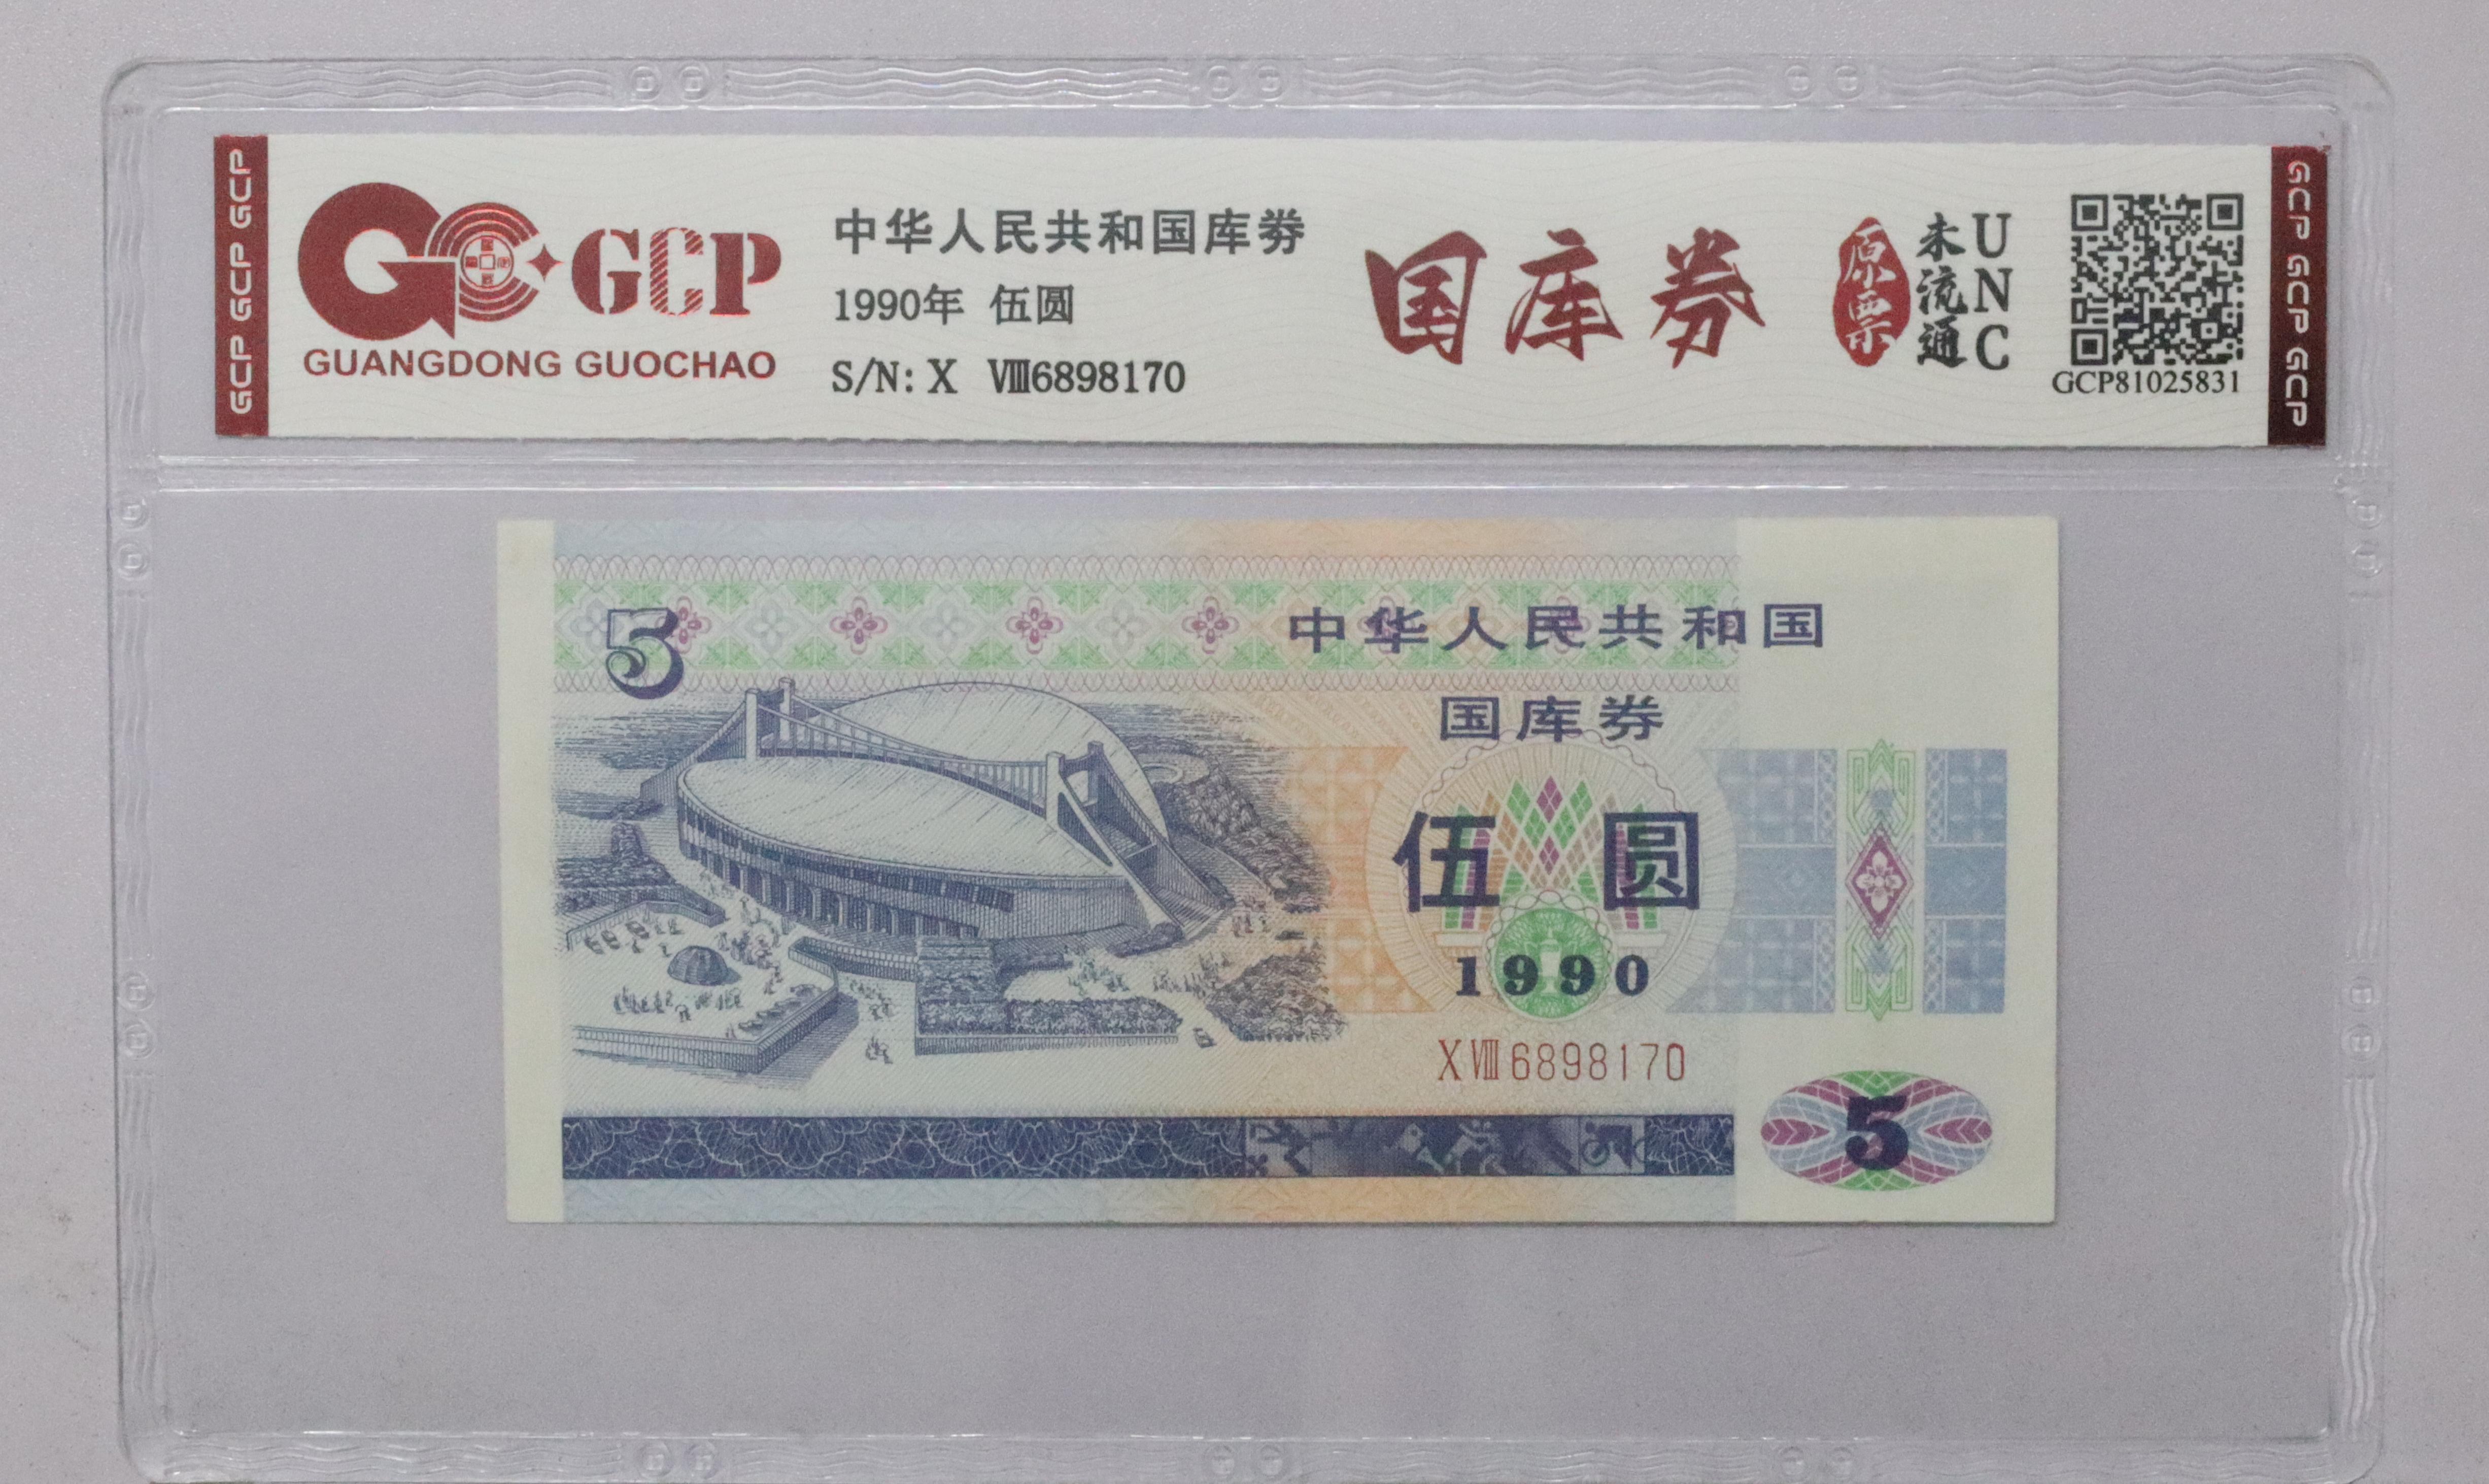 GCP GCP GCP
GCP
GUANGDONG GUOCHAO
中华人民共和国库券
1990年 伍圆
S/N: X Ⅷ6898170
国库券
原票
未流通
UNC
GCP81025831
GCP GCP GCP
5
中华人民共和国
国库券
伍圆
1990
XⅧ6898170
5